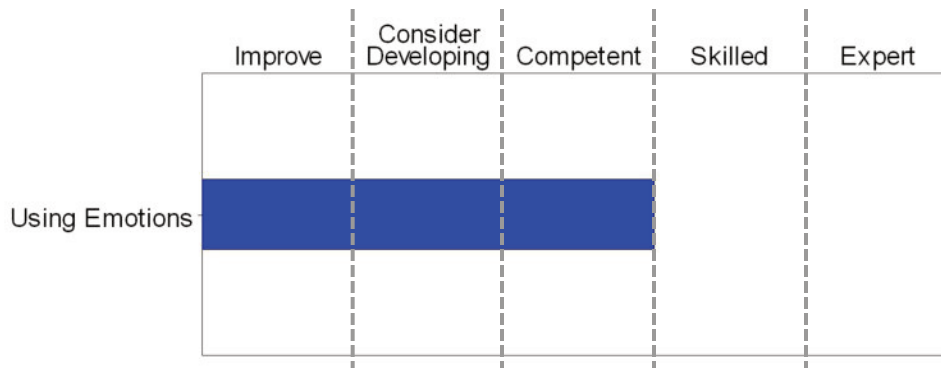 Improve
Consider
Developing
Competent
Skilled
Expert
Using Emotions